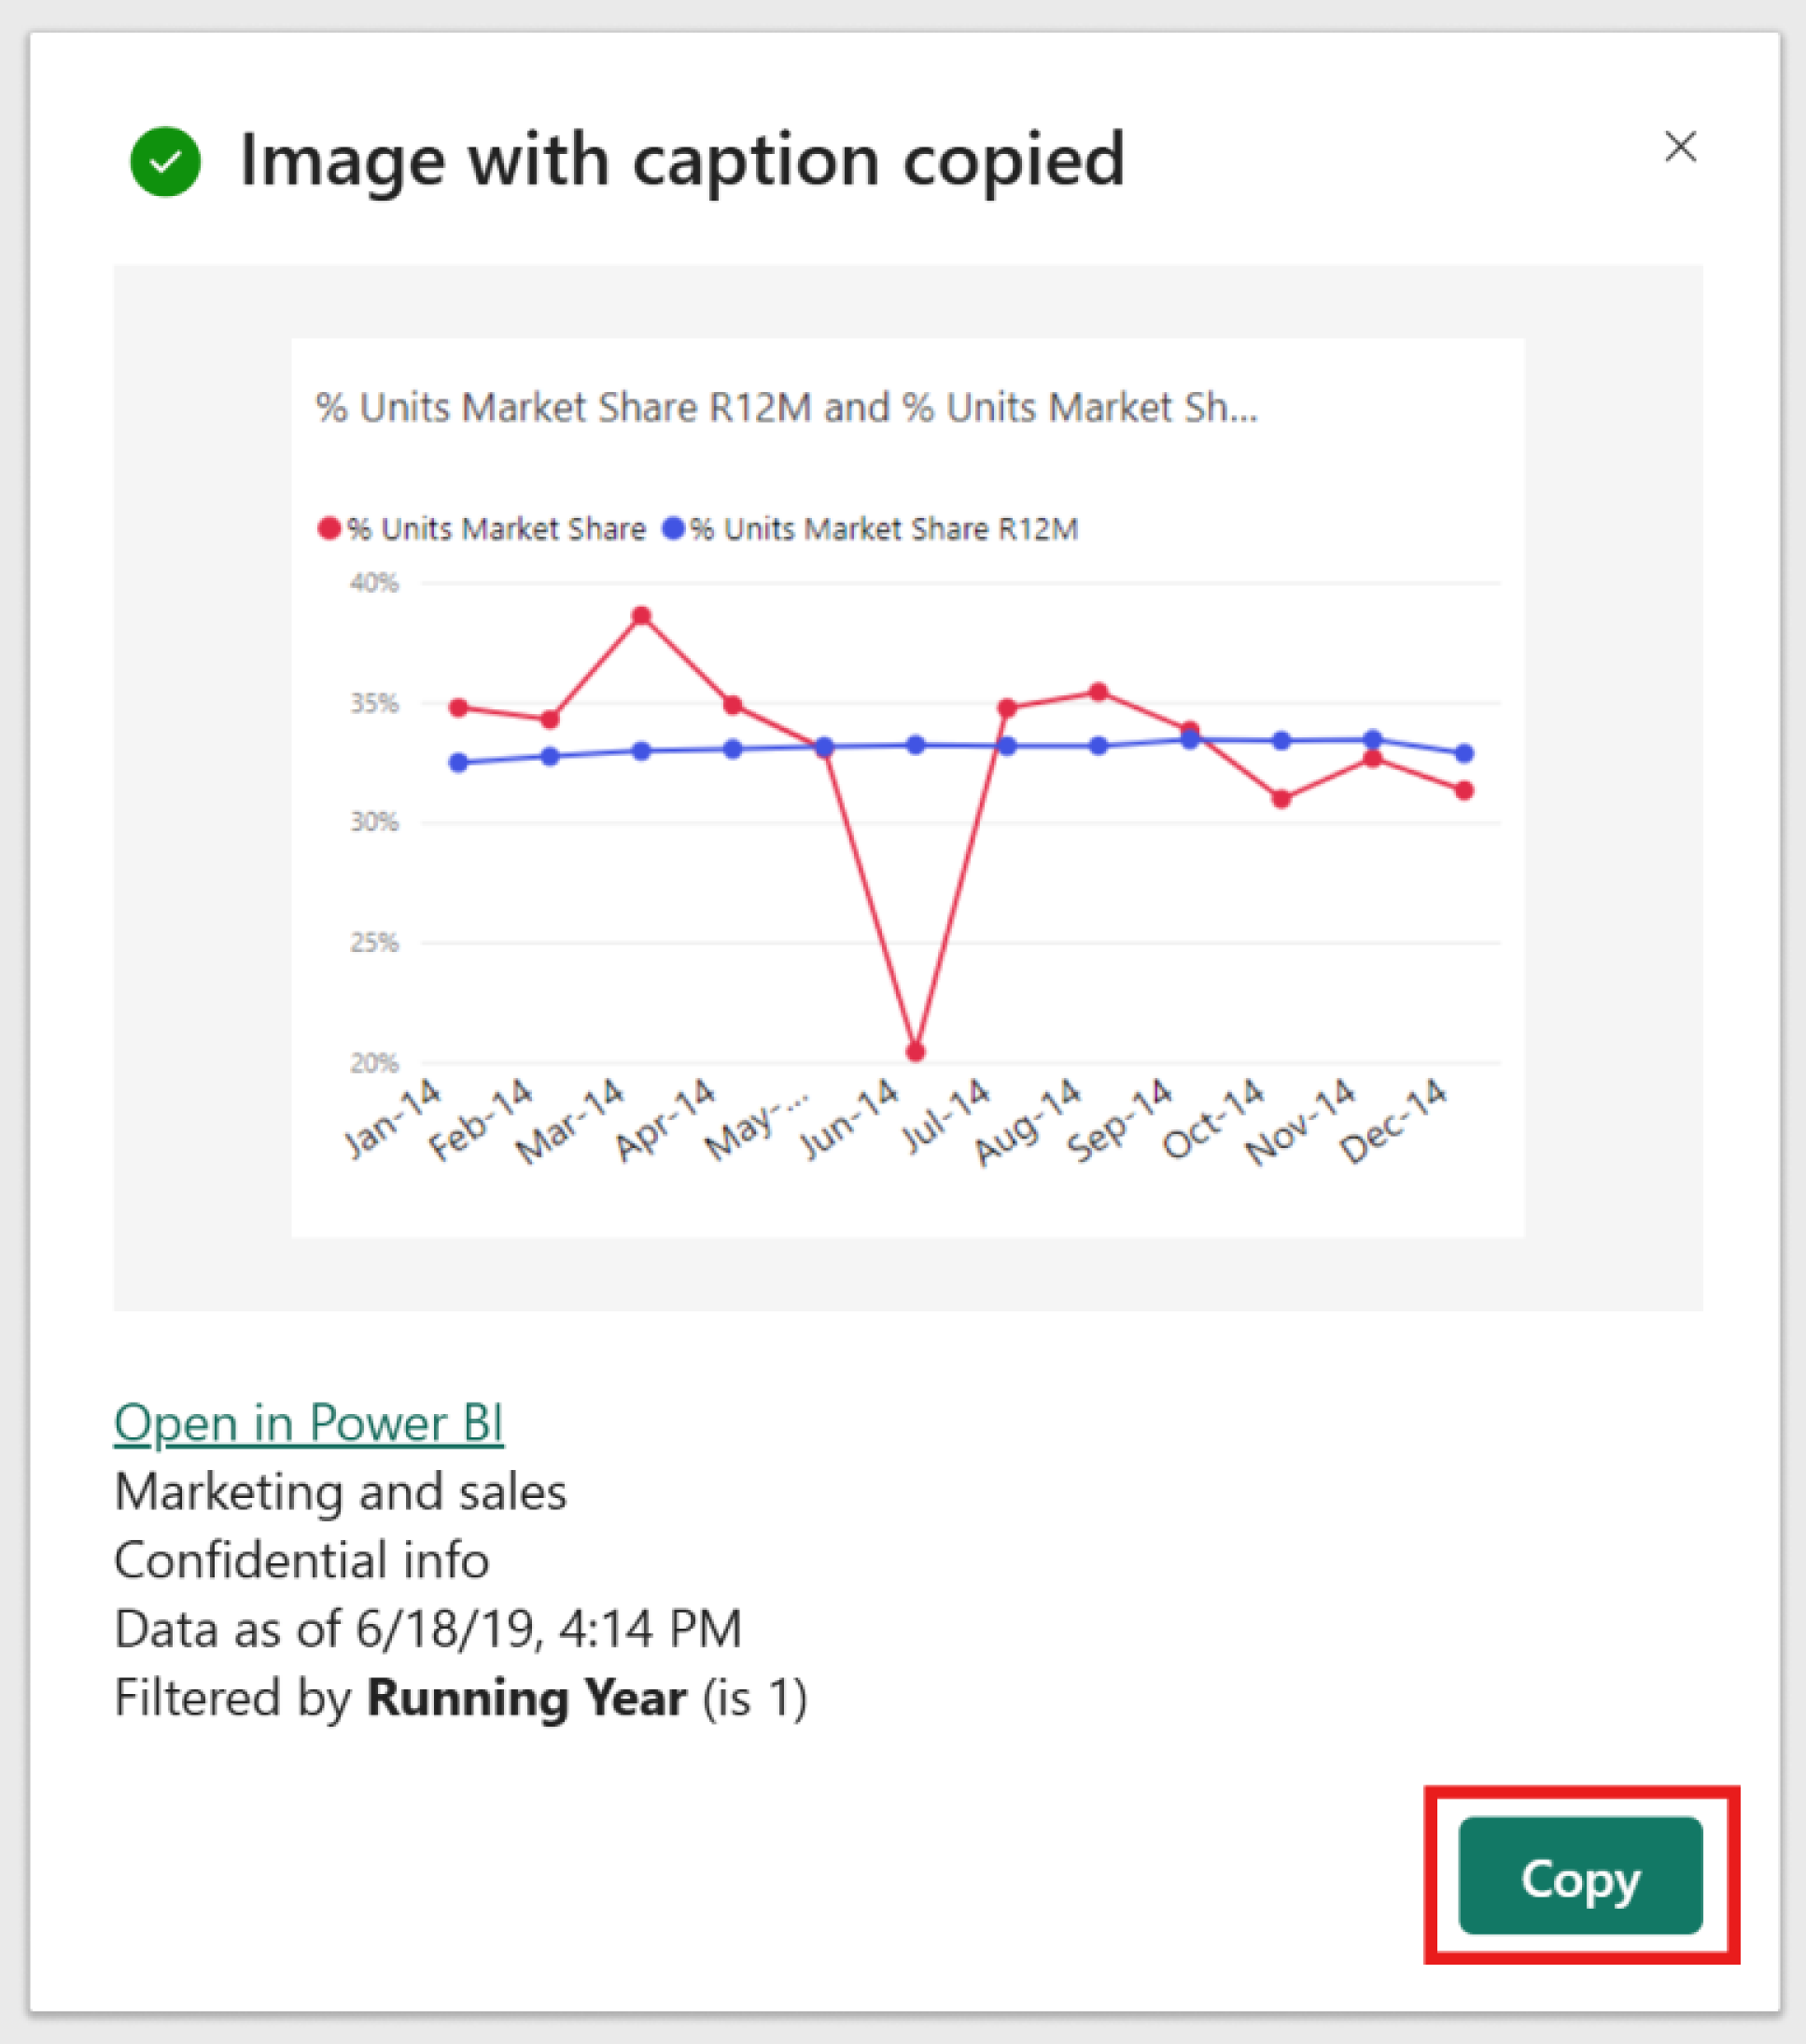 Image with caption copied
% Units Market Share R12M and % Units Market Sh...
% Units Market Share % Units Market Share R12M
40%
35%
30%
25%
20%
Jan-14 Feb-14 Mar-14 Apr-14 May-... Jun-14 Jul-14 Aug-14 Sep-14 Oct-14 Nov-14 Dec-14
Open in Power BI
Marketing and sales
Confidential info
Data as of 6/18/19, 4:14 PM
Filtered by Running Year (is 1)
Copy